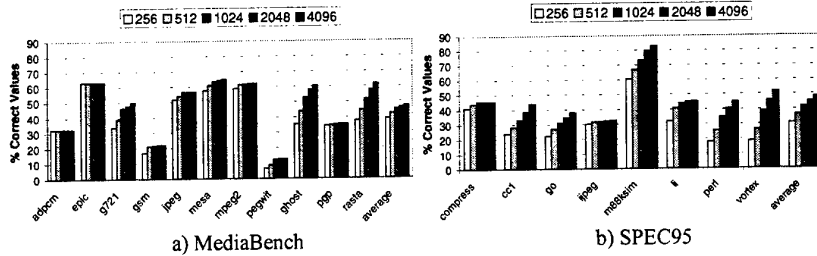 256 512 1024 2048 4096
% Correct Values
90
80
70
60
50
40
30
20
10
0
adpcm
epic
g721
gsm
jpeg
mesa
mpeg2
pegwit
ghost
pgp
rasta
average
a) MediaBench
256 512 1024 2048 4096
% Correct Values
90
80
70
60
50
40
30
20
10
0
compress
cc1
go
ijpeg
m88ksim
li
perl
vortex
average
b) SPEC95